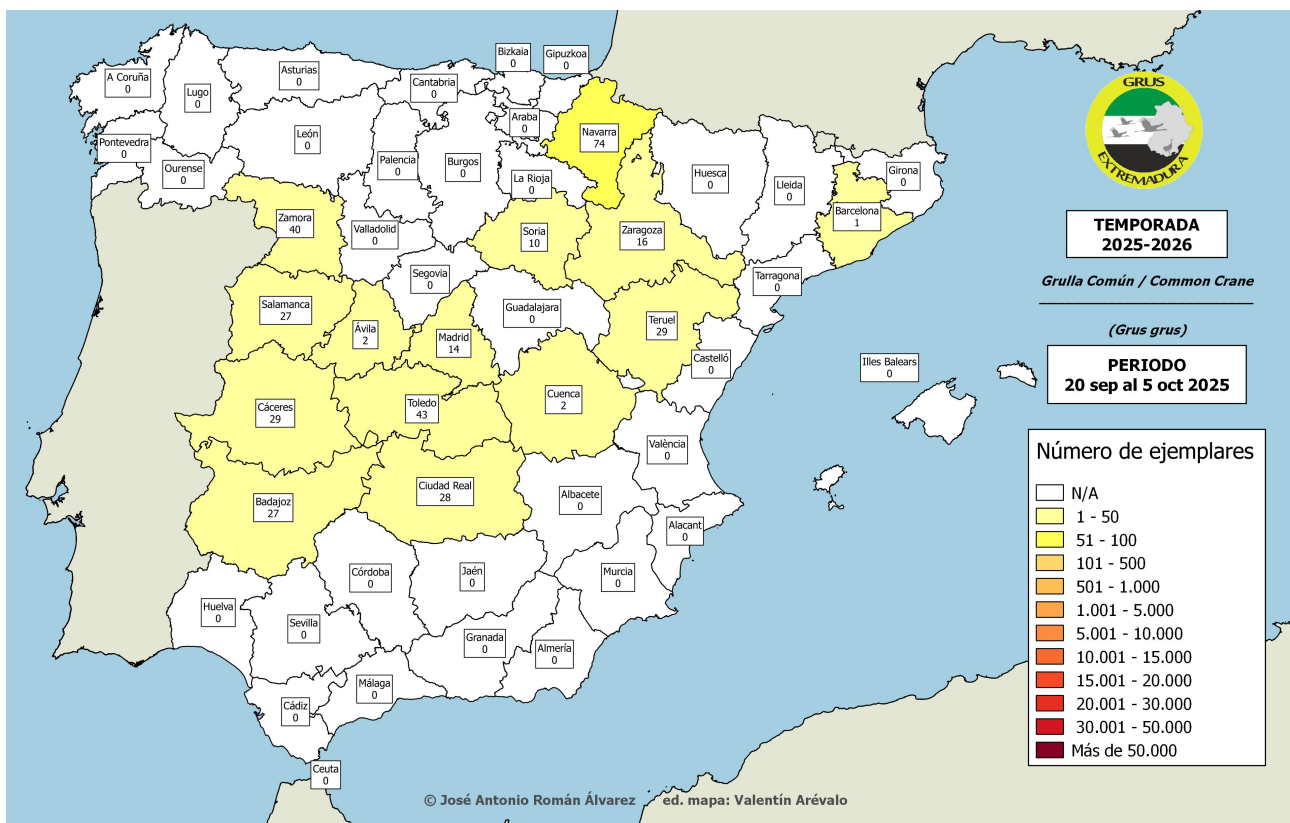 Bizkaia
0
Gipuzkoa
0
A Coruña
0
Lugo
0
Asturias
0
Cantabria
0
Araba
0
Navarra
74
Pontevedra
0
Ourense
0
León
0
Palencia
0
Burgos
0
La Rioja
0
Huesca
0
Lleida
0
Girona
0
Barcelona
1
Zamora
40
Valladolid
0
Soria
10
Zaragoza
16
Segovia
0
Tarragona
0
Salamanca
27
Ávila
2
Madrid
14
Guadalajara
0
Teruel
29
Castelló
0
Illes Balears
0
Cáceres
29
Toledo
43
Cuenca
2
València
0
Badajoz
27
Ciudad Real
28
Albacete
0
Alacant
0
Córdoba
0
Jaén
0
Murcia
0
Huelva
0
Sevilla
0
Granada
0
Almería
0
Málaga
0
Cádiz
0
Ceuta
0
GRUS
EXTREMADURA
TEMPORADA
2025-2026
Grulla Común / Common Crane
(Grus grus)
PERIODO
20 sep al 5 oct 2025
Número de ejemplares
N/A
1 - 50
51 - 100
101 - 500
501 - 1.000
1.001 - 5.000
5.001 - 10.000
10.001 - 15.000
15.001 - 20.000
20.001 - 30.000
30.001 - 50.000
Más de 50.000
© José Antonio Román Álvarez ed. mapa: Valentín Arévalo